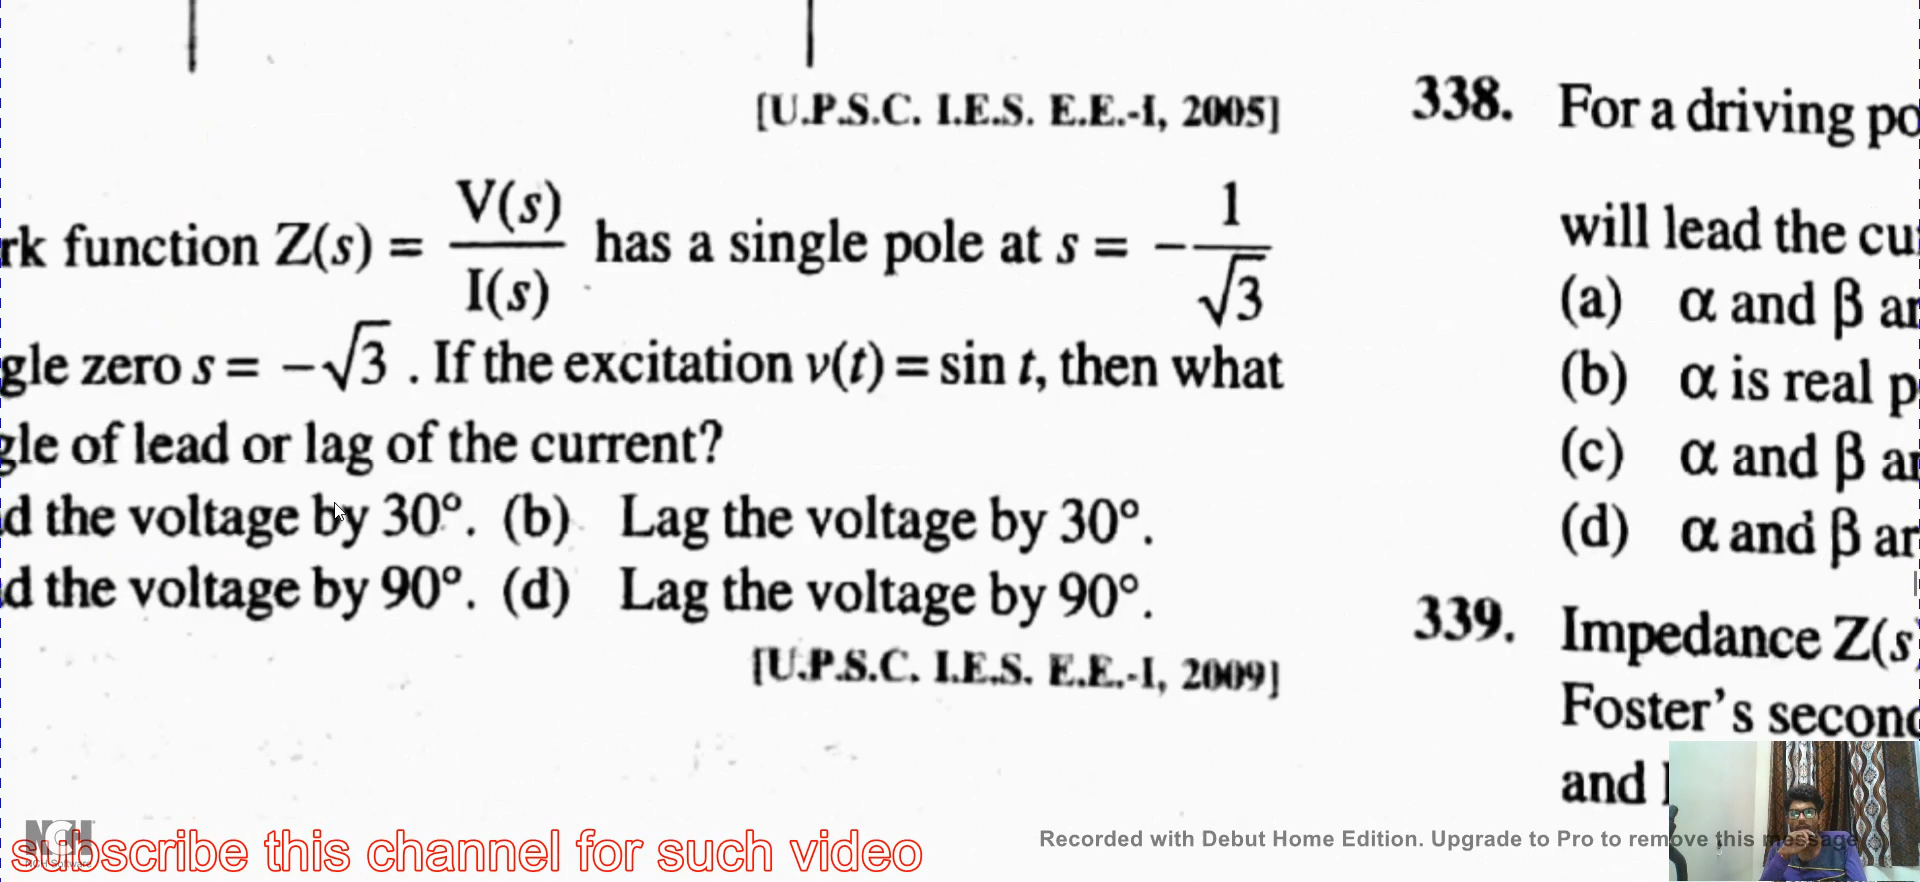 [U.P.S.C. I.E.S. E.E.-I, 2005]
rk function Z(s) = V(s)/I(s) has a single pole at s = −1/√3
gle zero s = −√3 . If the excitation v(t) = sin t, then what
gle of lead or lag of the current?
d the voltage by 30°. (b) Lag the voltage by 30°.
d the voltage by 90°. (d) Lag the voltage by 90°.
[U.P.S.C. I.E.S. E.E.-I, 2009]
338. For a driving po
will lead the cu
(a) α and β ar
(b) α is real p
(c) α and β ar
(d) α and β ar
339. Impedance Z(s
Foster's second
and
NCH
subscribe this channel for such video
Recorded with Debut Home Edition. Upgrade to Pro to remove this message